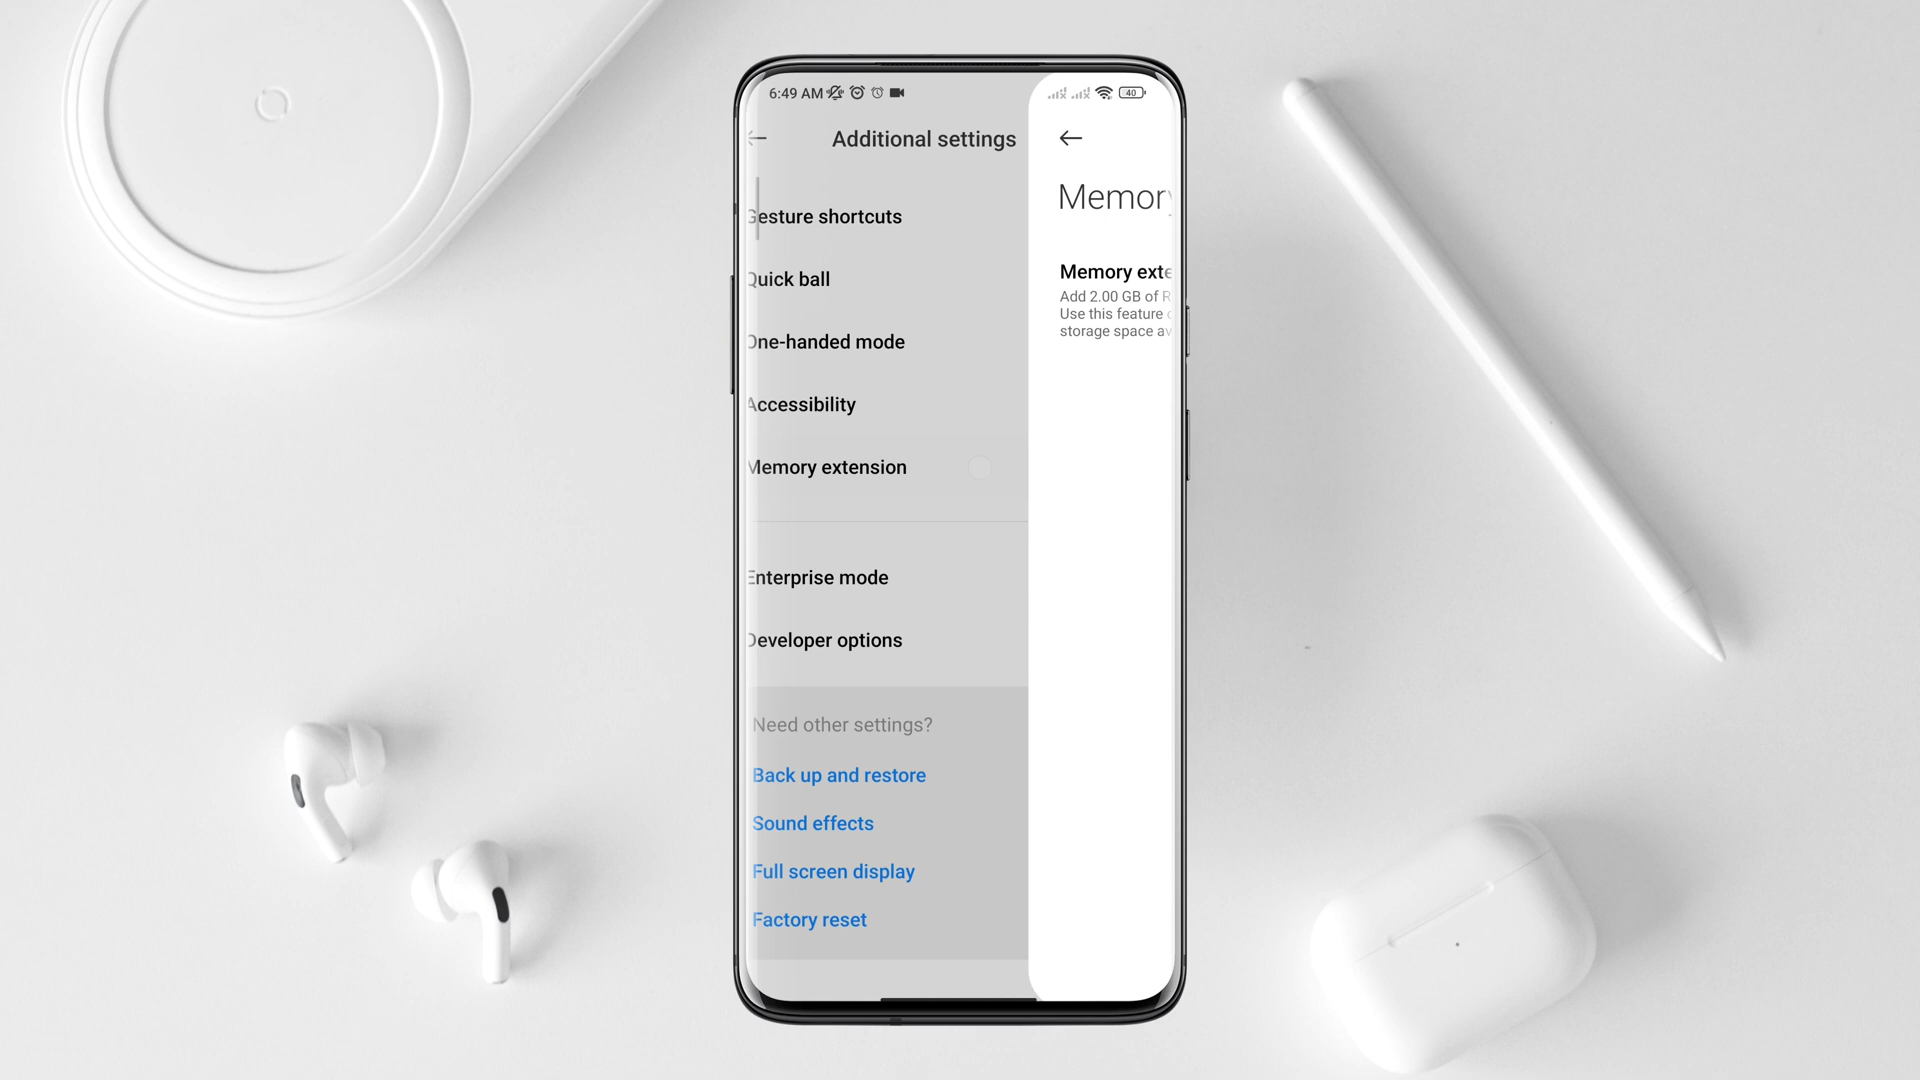 6:49 AM
40
Additional settings
Gesture shortcuts
Quick ball
One-handed mode
Accessibility
Memory extension
Enterprise mode
Developer options
Need other settings?
Back up and restore
Sound effects
Full screen display
Factory reset
Memory
Memory exte
Add 2.00 GB of R
Use this feature
storage space av